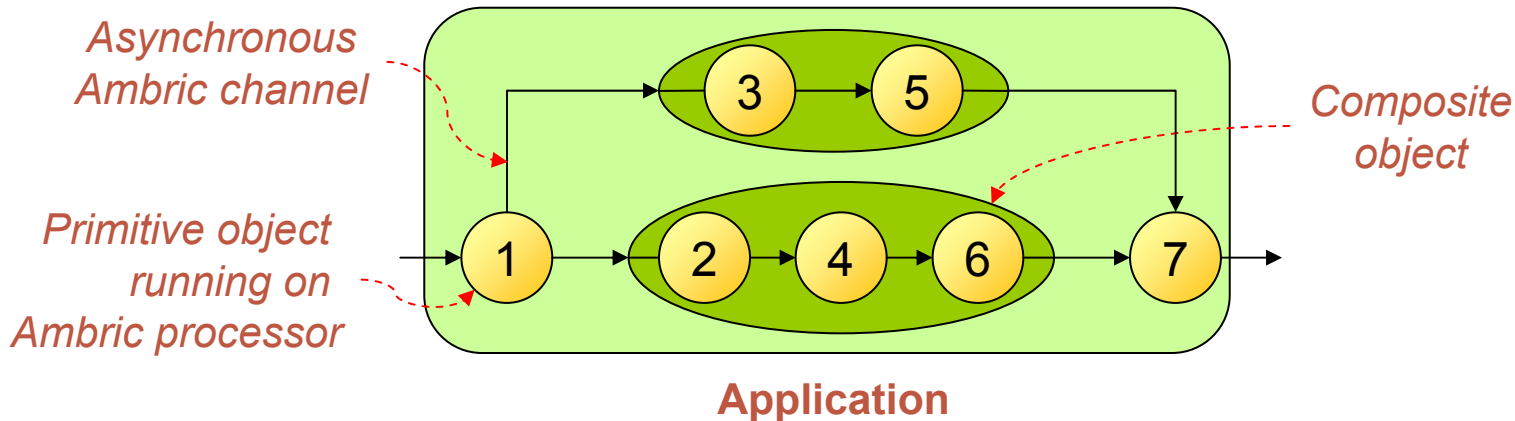 Asynchronous
Ambric channel
3
5
Composite
object
Primitive object
running on
Ambric processor
1
2
4
6
7
Application